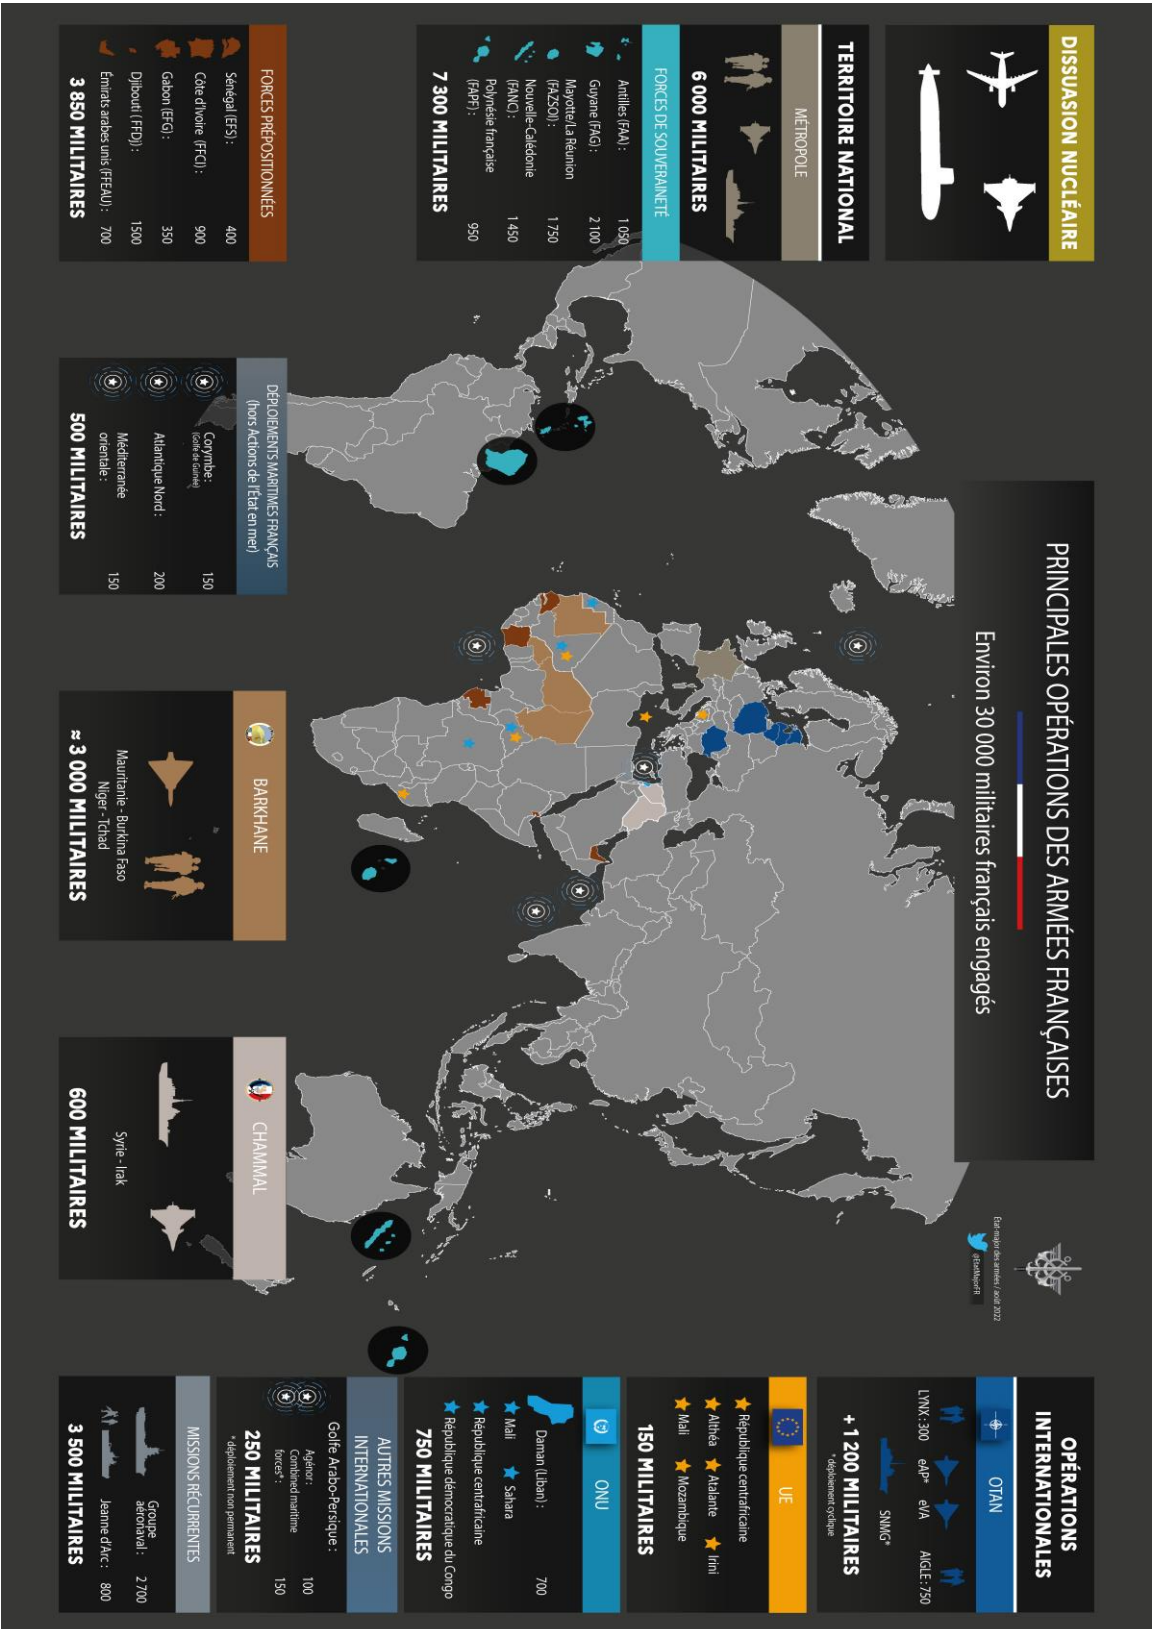 PRINCIPALES OPÉRATIONS DES ARMÉES FRANÇAISES
Environ 30 000 militaires français engagés
État-major des armées / août 2022
@EtatMajorFR
DISSUASION NUCLÉAIRE
TERRITOIRE NATIONAL
MÉTROPOLE
6 000 MILITAIRES
FORCES DE SOUVERAINETÉ
Antilles (FAA) : 1 050
Guyane (FAG) : 2 100
Mayotte/La Réunion
(FAZSOI) : 1 750
Nouvelle-Calédonie
(FANC) : 1 450
Polynésie française
(FAPF) : 950
7 300 MILITAIRES
FORCES PRÉPOSITIONNÉES
Sénégal (EFS) : 400
Côte d'Ivoire (FFCI) : 900
Gabon (EFG) : 350
Djibouti ( FFDJ) : 1500
Émirats arabes unis (FFEAU) : 700
3 850 MILITAIRES
DÉPLOIEMENTS MARITIMES FRANÇAIS
(hors Actions de l'État en mer)
Corymbe : 150
(Golfe de Guinée)
Atlantique Nord : 200
Méditerranée
orientale : 150
500 MILITAIRES
BARKHANE
Mauritanie - Burkina Faso
Niger - Tchad
≈ 3 000 MILITAIRES
CHAMMAL
Syrie - Irak
600 MILITAIRES
OPÉRATIONS
INTERNATIONALES
OTAN
LYNX : 300 eAP* eVA AIGLE : 750
SNMG*
+ 1 200 MILITAIRES
* déploiement cyclique
UE
République centrafricaine
Althéa Atalante Irini
Mali Mozambique
150 MILITAIRES
ONU
Daman (Liban) : 700
Mali Sahara
République centrafricaine
République démocratique du Congo
750 MILITAIRES
AUTRES MISSIONS
INTERNATIONALES
Golfe Arabo-Persique :
Agénor : 100
Combined maritime
forces* : 150
250 MILITAIRES
* déploiement non permanent
MISSIONS RÉCURRENTES
Groupe
aéronaval : 2 700
Jeanne d'Arc : 800
3 500 MILITAIRES